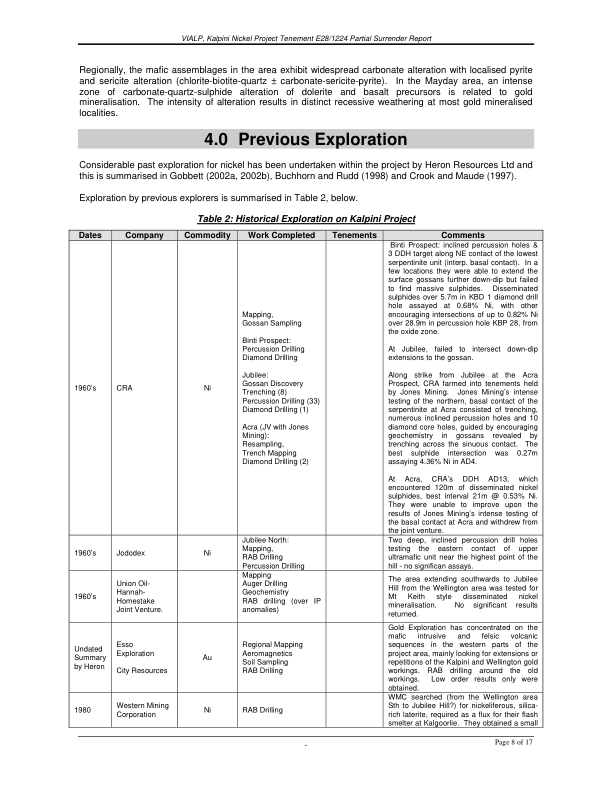 VIALP, Kalpini Nickel Project Tenement E28/1224 Partial Surrender Report
Regionally, the mafic assemblages in the area exhibit widespread carbonate alteration with localised pyrite
and sericite alteration (chlorite-biotite-quartz ± carbonate-sericite-pyrite). In the Mayday area, an intense
zone of carbonate-quartz-sulphide alteration of dolerite and basalt precursors is related to gold
mineralisation. The intensity of alteration results in distinct recessive weathering at most gold mineralised
localities.
4.0 Previous Exploration
Considerable past exploration for nickel has been undertaken within the project by Heron Resources Ltd and
this is summarised in Gobbett (2002a, 2002b), Buchhorn and Rudd (1998) and Crook and Maude (1997).
Exploration by previous explorers is summarised in Table 2, below.
Table 2: Historical Exploration on Kalpini Project
Dates Company Commodity Work Completed Tenements Comments
1960's
CRA
Ni
Mapping,
Gossan Sampling
Binti Prospect:
Percussion Drilling
Diamond Drilling
Jubilee:
Gossan Discovery
Trenching (8)
Percussion Drilling (33)
Diamond Drilling (1)
Acra (JV with Jones
Mining):
Resampling,
Trench Mapping
Diamond Drilling (2)
Binti Prospect: inclined percussion holes &
3 DDH target along NE contact of the lowest
serpentinite unit (interp. basal contact). In a
few locations they were able to extend the
surface gossans further down-dip but failed
to find massive sulphides. Disseminated
sulphides over 5.7m in KBD 1 diamond drill
hole assayed at 0.68% Ni, with other
encouraging intersections of up to 0.82% Ni
over 28.9m in percussion hole KBP 28, from
the oxide zone.
At Jubilee, failed to intersect down-dip
extensions to the gossan.
Along strike from Jubilee at the Acra
Prospect, CRA farmed into tenements held
by Jones Mining. Jones Mining's intense
testing of the northern, basal contact of the
serpentinite at Acra consisted of trenching,
numerous inclined percussion holes and 10
diamond core holes, guided by encouraging
geochemistry in gossans revealed by
trenching across the sinuous contact. The
best sulphide intersection was 0.27m
assaying 4.36% Ni in AD4.
At Acra, CRA's DDH AD13, which
encountered 120m of disseminated nickel
sulphides, best interval 21m @ 0.53% Ni.
They were unable to improve upon the
results of Jones Mining's intense testing of
the basal contact at Acra and withdrew from
the joint venture.
1960's
Jododex
Ni
Jubilee North:
Mapping,
RAB Drilling
Percussion Drilling
Two deep, inclined percussion drill holes
testing the eastern contact of upper
ultramafic unit near the highest point of the
hill - no significan assays.
1960's
Union Oil-
Hannah-
Homestake
Joint Venture.
Mapping
Auger Drilling
Geochemistry
RAB drilling (over IP
anomalies)
The area extending southwards to Jubilee
Hill from the Wellington area was tested for
Mt Keith style disseminated nickel
mineralisation. No significant results
returned.
Undated
Summary
by Heron
Esso
Exploration
City Resources
Au
Regional Mapping
Aeromagnetics
Soil Sampling
RAB Drilling
Gold Exploration has concentrated on the
mafic intrusive and felsic volcanic
sequences in the western parts of the
project area, mainly looking for extensions or
repetitions of the Kalpini and Wellington gold
workings. RAB drilling around the old
workings. Low order results only were
obtained.
1980
Western Mining
Corporation
Ni
RAB Drilling
WMC searched (from the Wellington area
Sth to Jubilee Hill?) for nickeliferous, silica-
rich laterite, required as a flux for their flash
smelter at Kalgoorlie. They obtained a small
- Page 8 of 17